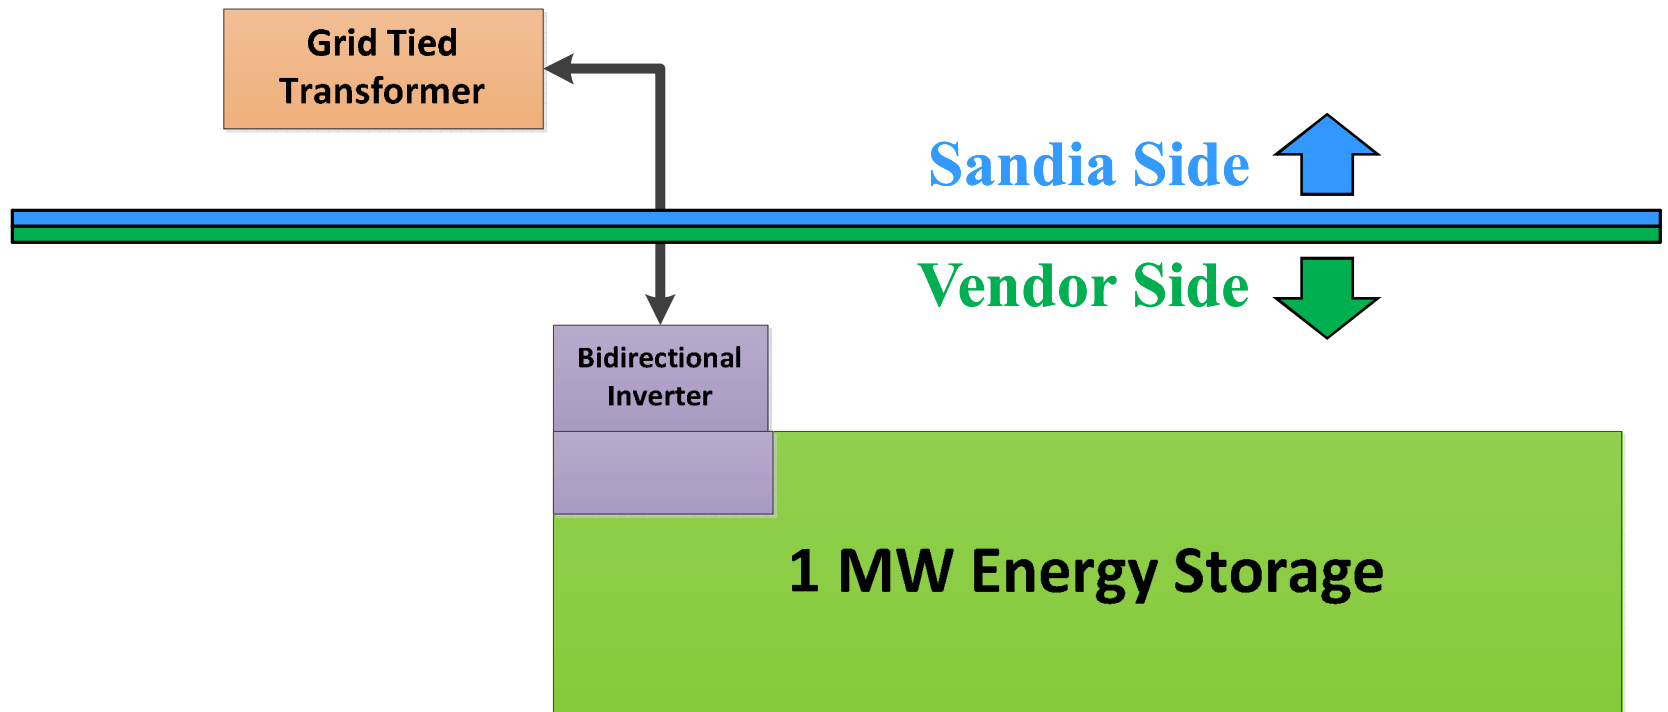 Grid Tied
Transformer
Sandia Side
Vendor Side
Bidirectional
Inverter
1 MW Energy Storage